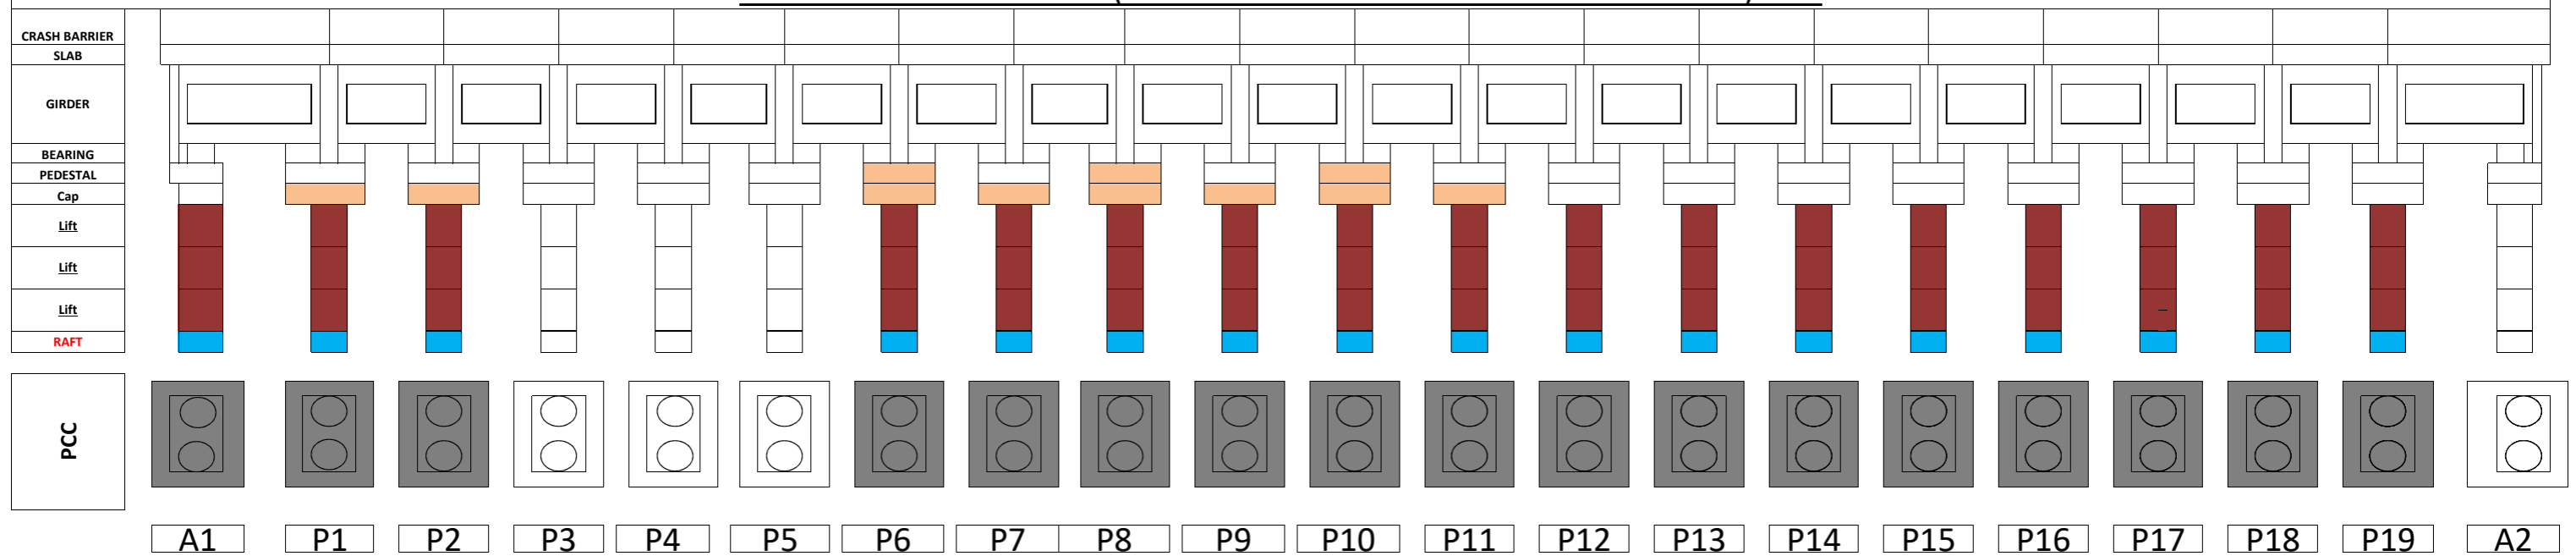 CRASH BARRIER
SLAB
GIRDER
BEARING
PEDESTAL
Cap
Lift
Lift
Lift
RAFT
PCC
A1 P1 P2 P3 P4 P5 P6 P7 P8 P9 P10 P11 P12 P13 P14 P15 P16 P17 P18 P19 A2